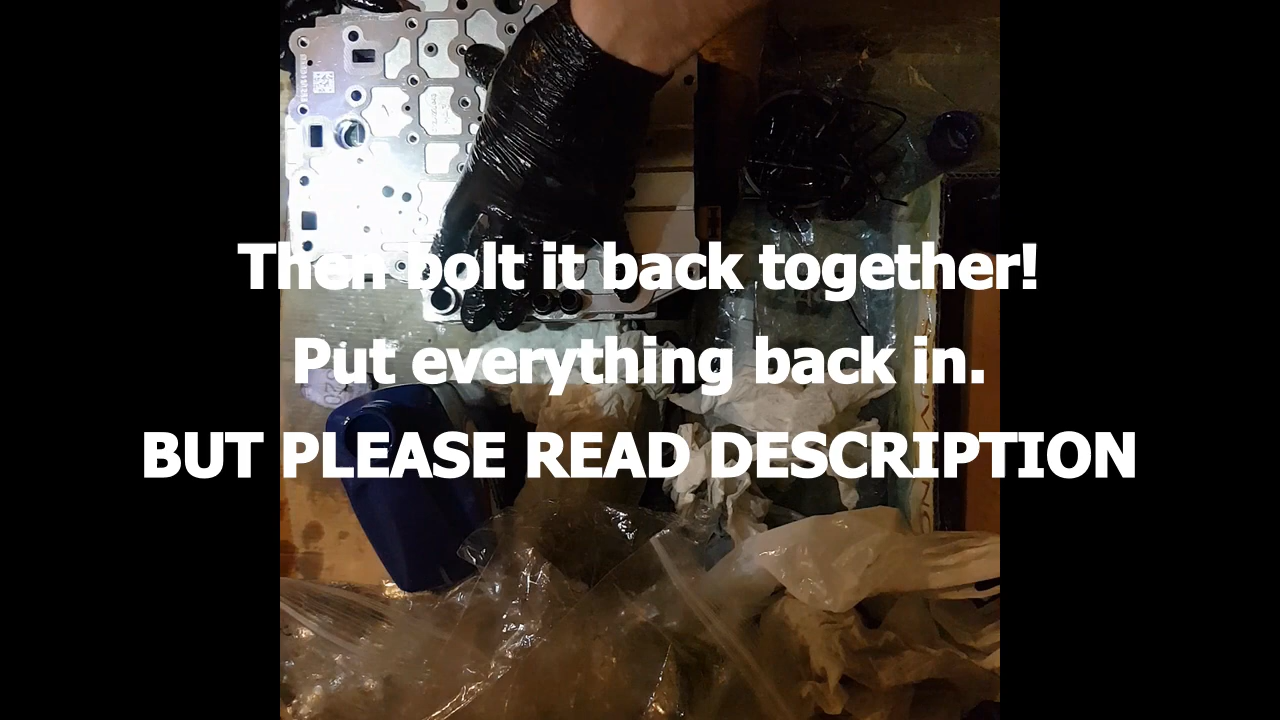 Then bolt it back together!
Put everything back in.
BUT PLEASE READ DESCRIPTION